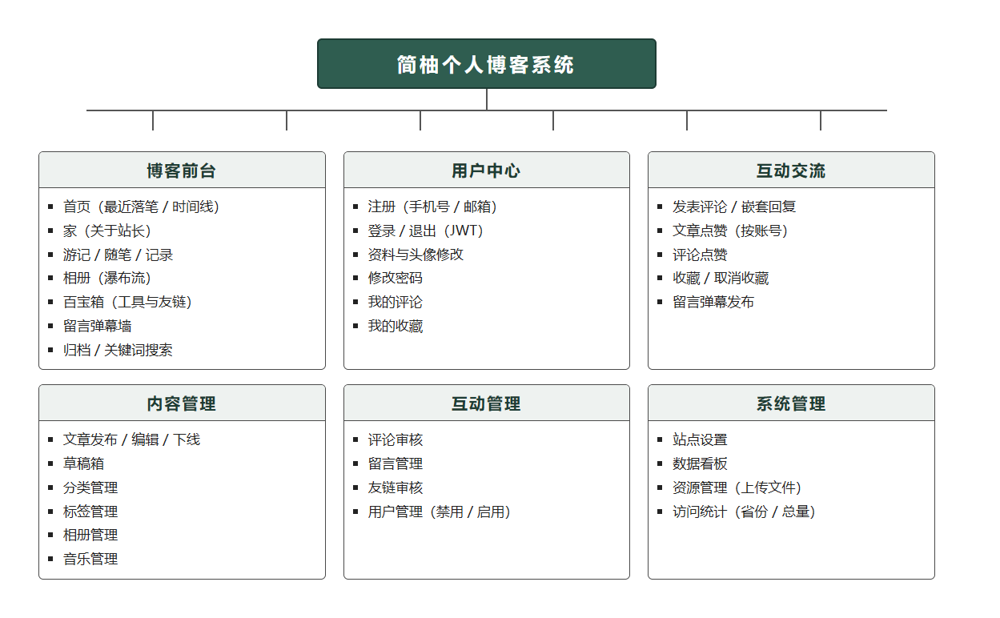 简柚个人博客系统
博客前台
首页（最近落笔 / 时间线）
家（关于站长）
游记 / 随笔 / 记录
相册（瀑布流）
百宝箱（工具与友链）
留言弹幕墙
归档 / 关键词搜索
用户中心
注册（手机号 / 邮箱）
登录 / 退出（JWT）
资料与头像修改
修改密码
我的评论
我的收藏
互动交流
发表评论 / 嵌套回复
文章点赞（按账号）
评论点赞
收藏 / 取消收藏
留言弹幕发布
内容管理
文章发布 / 编辑 / 下线
草稿箱
分类管理
标签管理
相册管理
音乐管理
互动管理
评论审核
留言管理
友链审核
用户管理（禁用 / 启用）
系统管理
站点设置
数据看板
资源管理（上传文件）
访问统计（省份 / 总量）